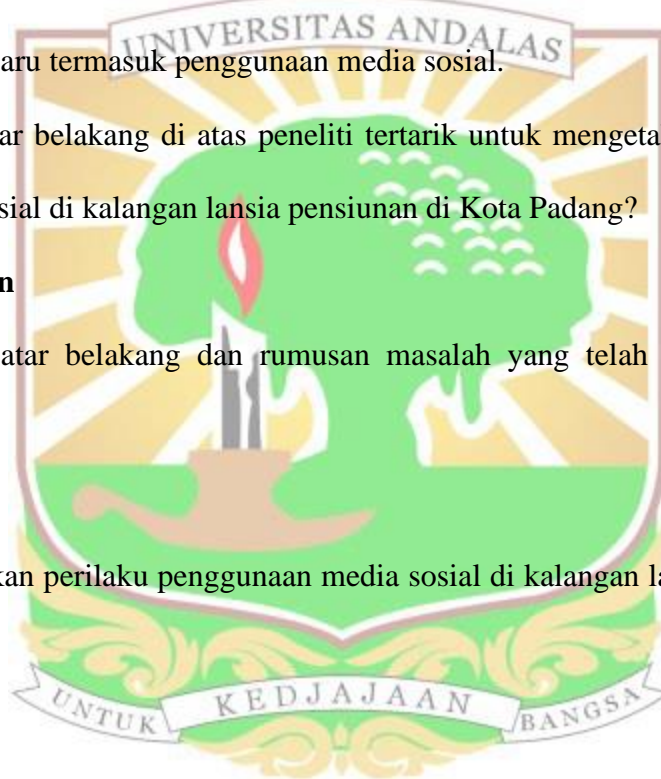 UNIVERSITAS ANDALAS
aru termasuk penggunaan media sosial.
ar belakang di atas peneliti tertarik untuk mengeta
sial di kalangan lansia pensiunan di Kota Padang?
n
atar belakang dan rumusan masalah yang telah
kan perilaku penggunaan media sosial di kalangan la
UNTUK KEDJAJAAN BANGSA